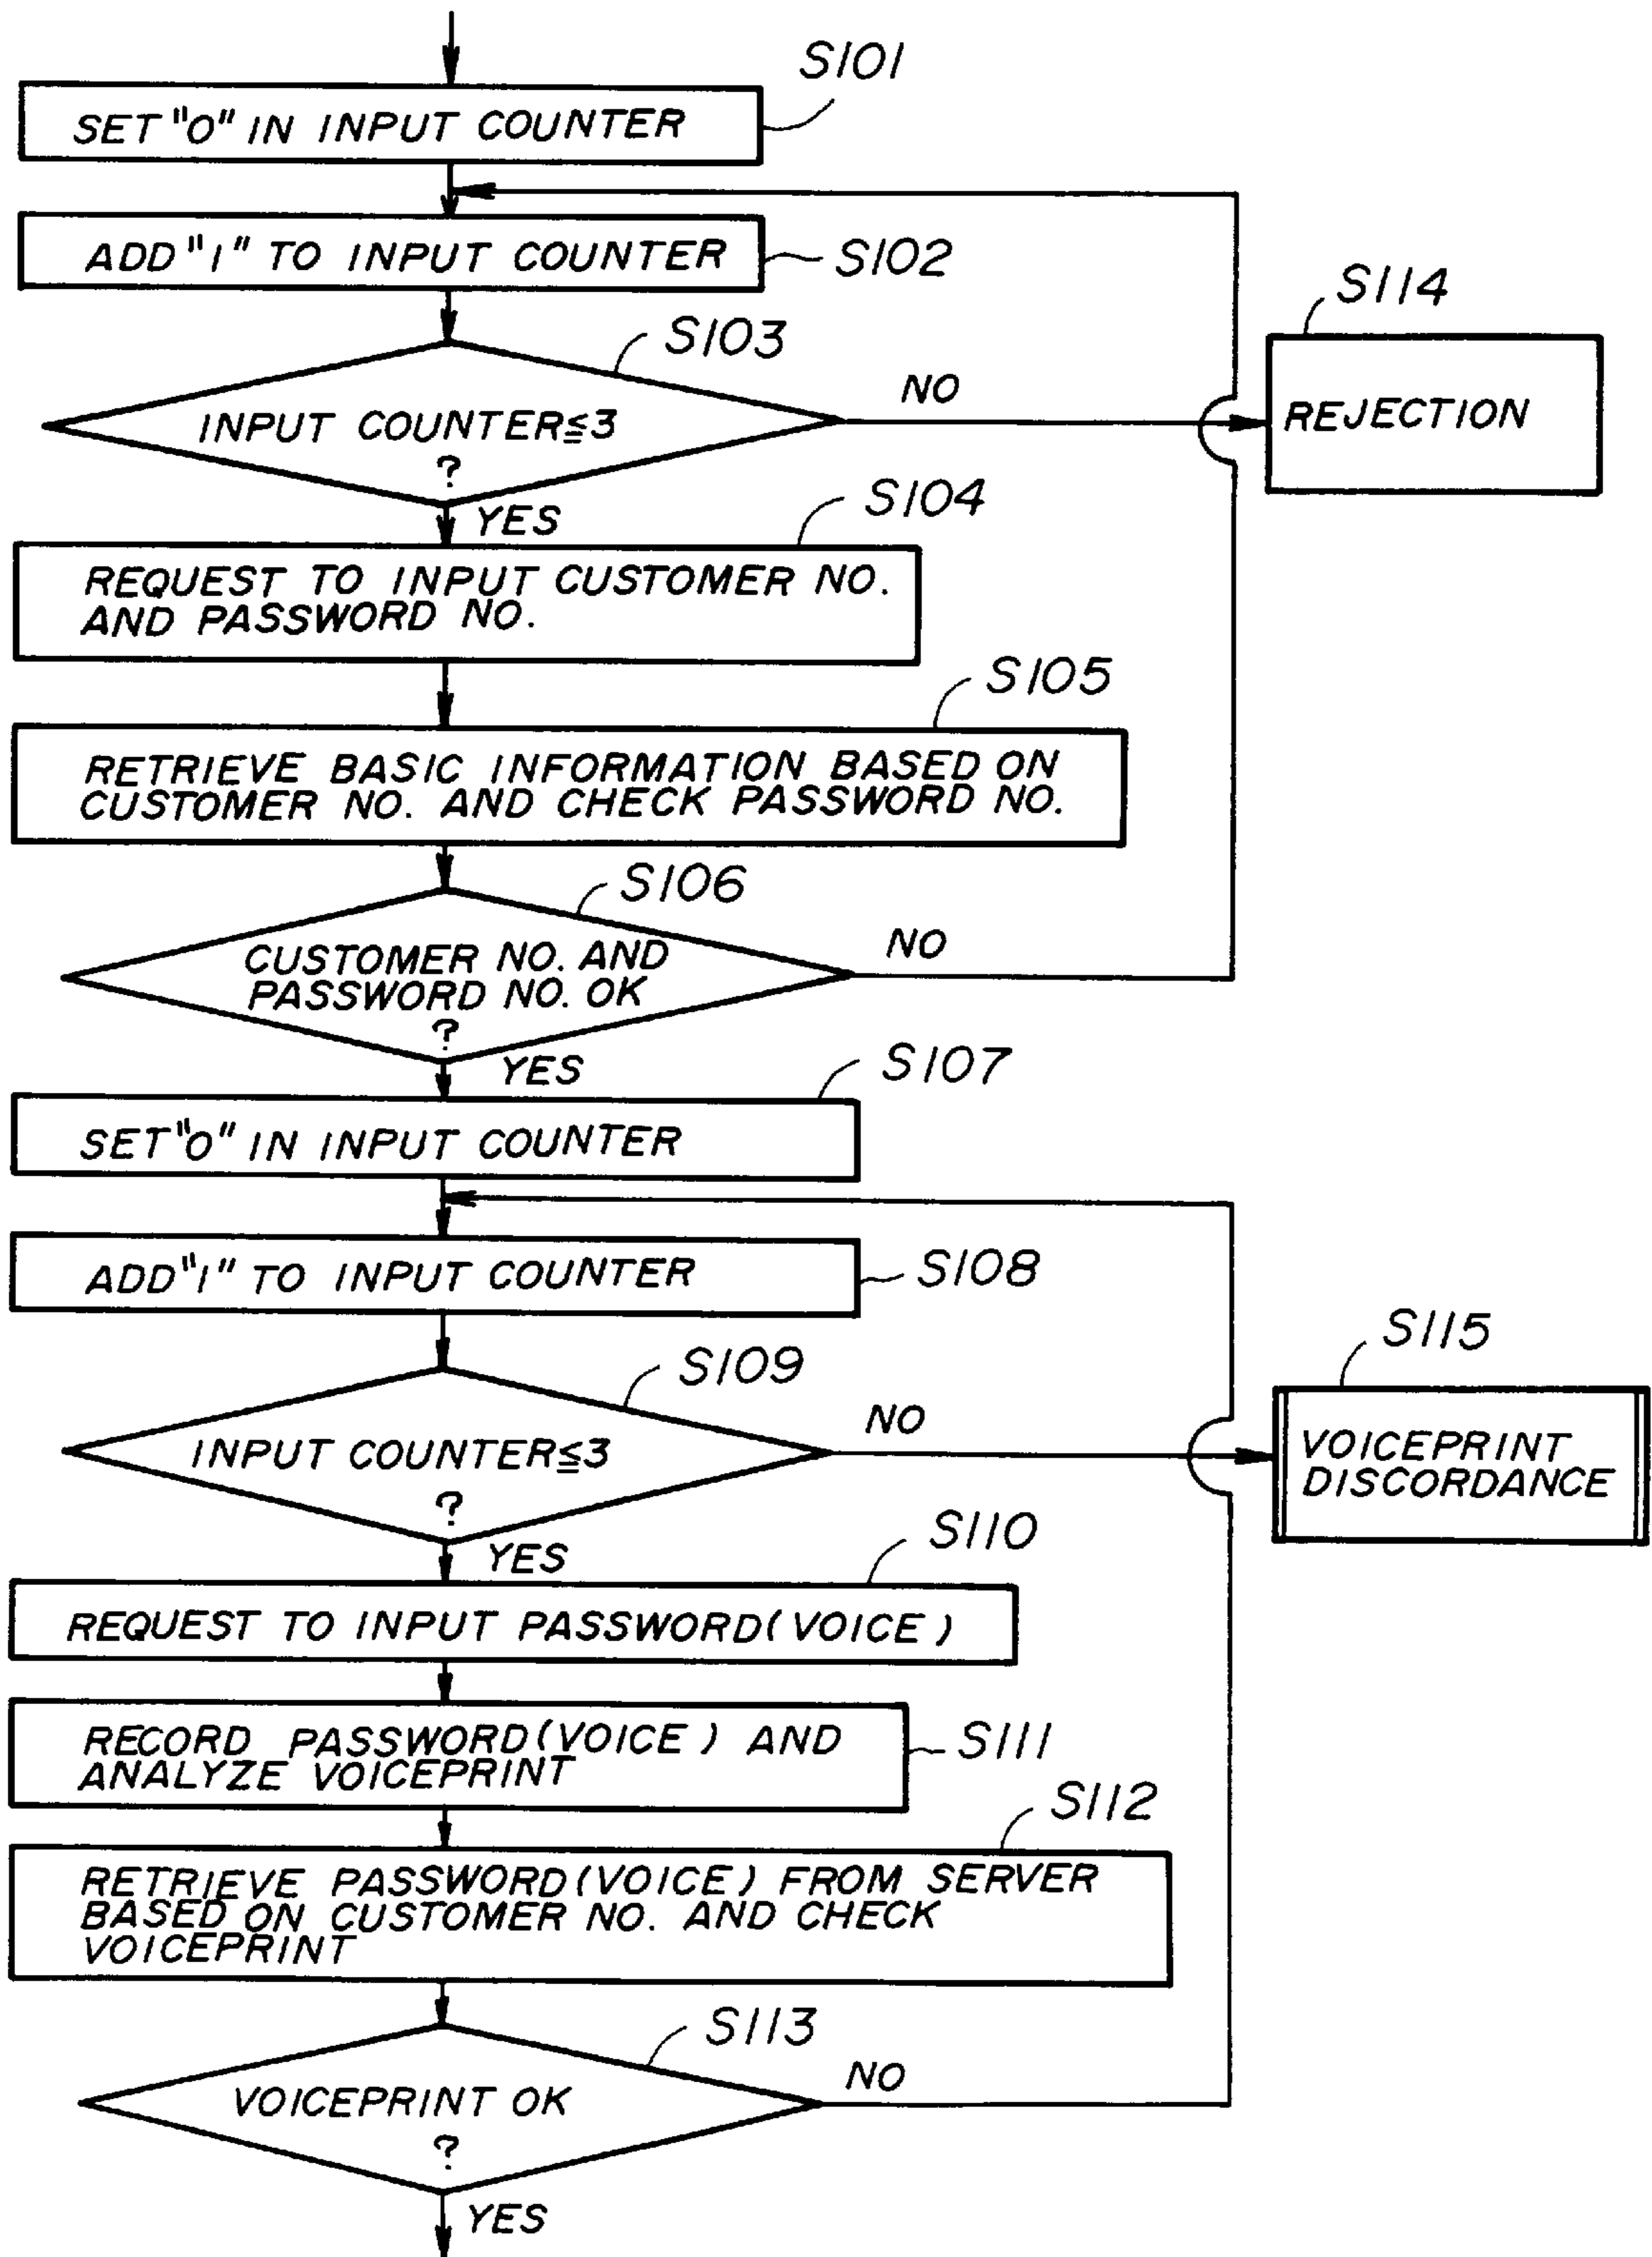 S101
SET "0" IN INPUT COUNTER
ADD "1" TO INPUT COUNTER
S102
S114
S103
INPUT COUNTER≦3
?
NO
REJECTION
YES
S104
REQUEST TO INPUT CUSTOMER NO.
AND PASSWORD NO.
S105
RETRIEVE BASIC INFORMATION BASED ON
CUSTOMER NO. AND CHECK PASSWORD NO.
S106
CUSTOMER NO. AND
PASSWORD NO. OK
?
NO
YES
S107
SET "0" IN INPUT COUNTER
ADD "1" TO INPUT COUNTER
S108
S115
S109
INPUT COUNTER≦3
?
NO
VOICEPRINT
DISCORDANCE
YES
S110
REQUEST TO INPUT PASSWORD(VOICE)
RECORD PASSWORD(VOICE) AND
ANALYZE VOICEPRINT
S111
S112
RETRIEVE PASSWORD(VOICE) FROM SERVER
BASED ON CUSTOMER NO. AND CHECK
VOICEPRINT
S113
VOICEPRINT OK
?
NO
YES